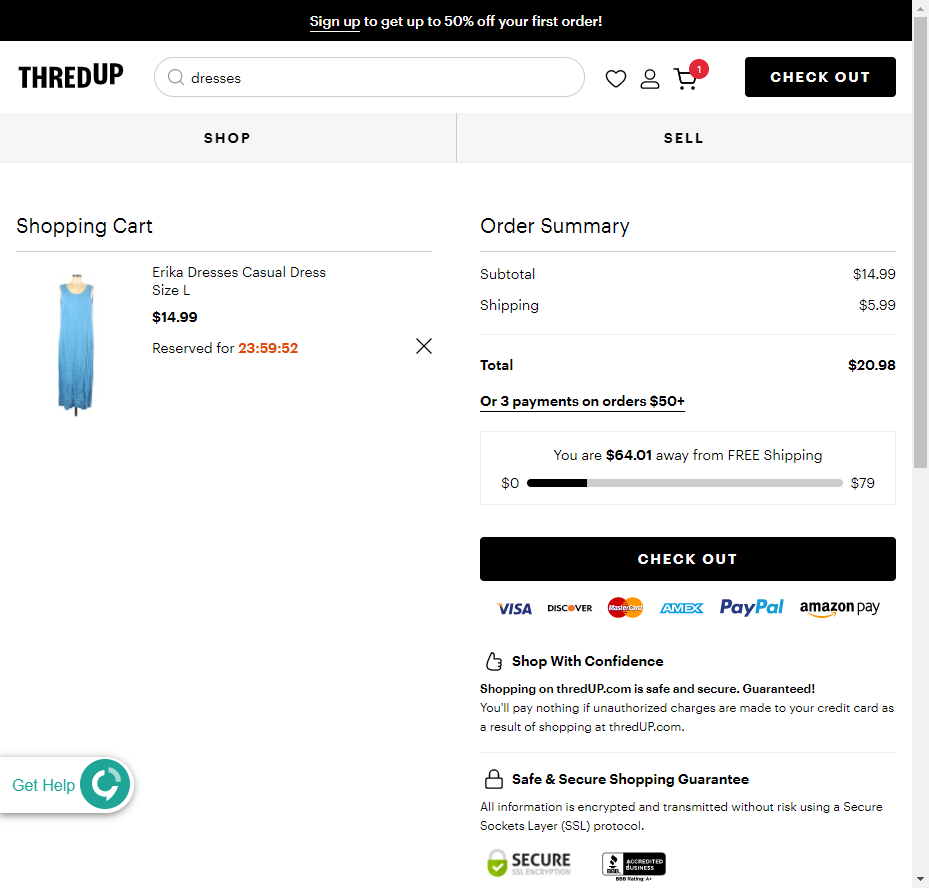 Sign up to get up to 50% off your first order!
THREDUP
dresses
1
CHECK OUT
SHOP
SELL
Shopping Cart
Erika Dresses Casual Dress
Size L
$14.99
Reserved for 23:59:52
Order Summary
Subtotal $14.99
Shipping $5.99
Total $20.98
Or 3 payments on orders $50+
You are $64.01 away from FREE Shipping
$0 $79
CHECK OUT
VISA DISCOVER MasterCard AMEX PayPal amazon pay
Shop With Confidence
Shopping on thredUP.com is safe and secure. Guaranteed!
You'll pay nothing if unauthorized charges are made to your credit card as
a result of shopping at thredUP.com.
Get Help
Safe & Secure Shopping Guarantee
All information is encrypted and transmitted without risk using a Secure
Sockets Layer (SSL) protocol.
SECURE
SSL ENCRYPTION
BBB
ACCREDITED
BUSINESS
BBB Rating: A+